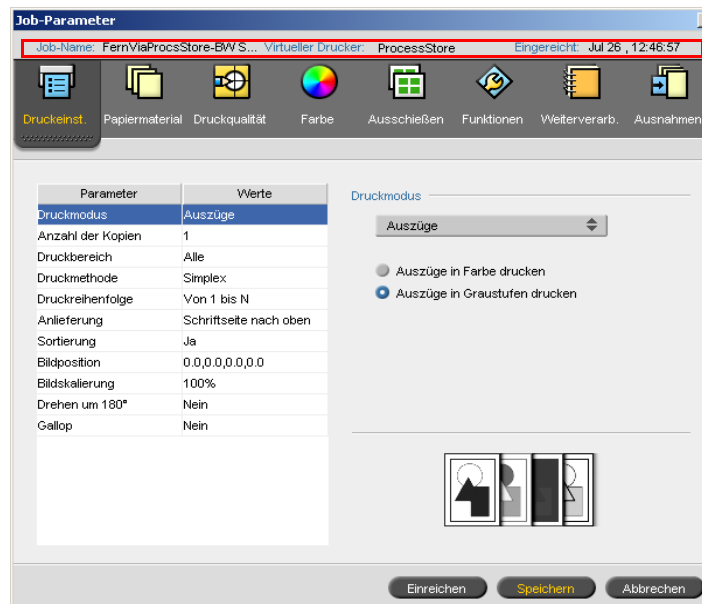 Job-Parameter
Job-Name: FernViaProcsStore-BW S... Virtueller Drucker: ProcessStore Eingereicht: Jul 26 , 12:46:57
Druckeinst. Papiermaterial Druckqualität Farbe Ausschießen Funktionen Weiterverarb. Ausnahmen
Parameter Werte
Druckmodus Auszüge
Anzahl der Kopien 1
Druckbereich Alle
Druckmethode Simplex
Druckreihenfolge Von 1 bis N
Anlieferung Schriftseite nach oben
Sortierung Ja
Bildposition 0.0,0.0,0.0,0.0
Bildskalierung 100%
Drehen um 180° Nein
Gallop Nein
Druckmodus
Auszüge
Auszüge in Farbe drucken
Auszüge in Graustufen drucken
Einreichen Speichern Abbrechen